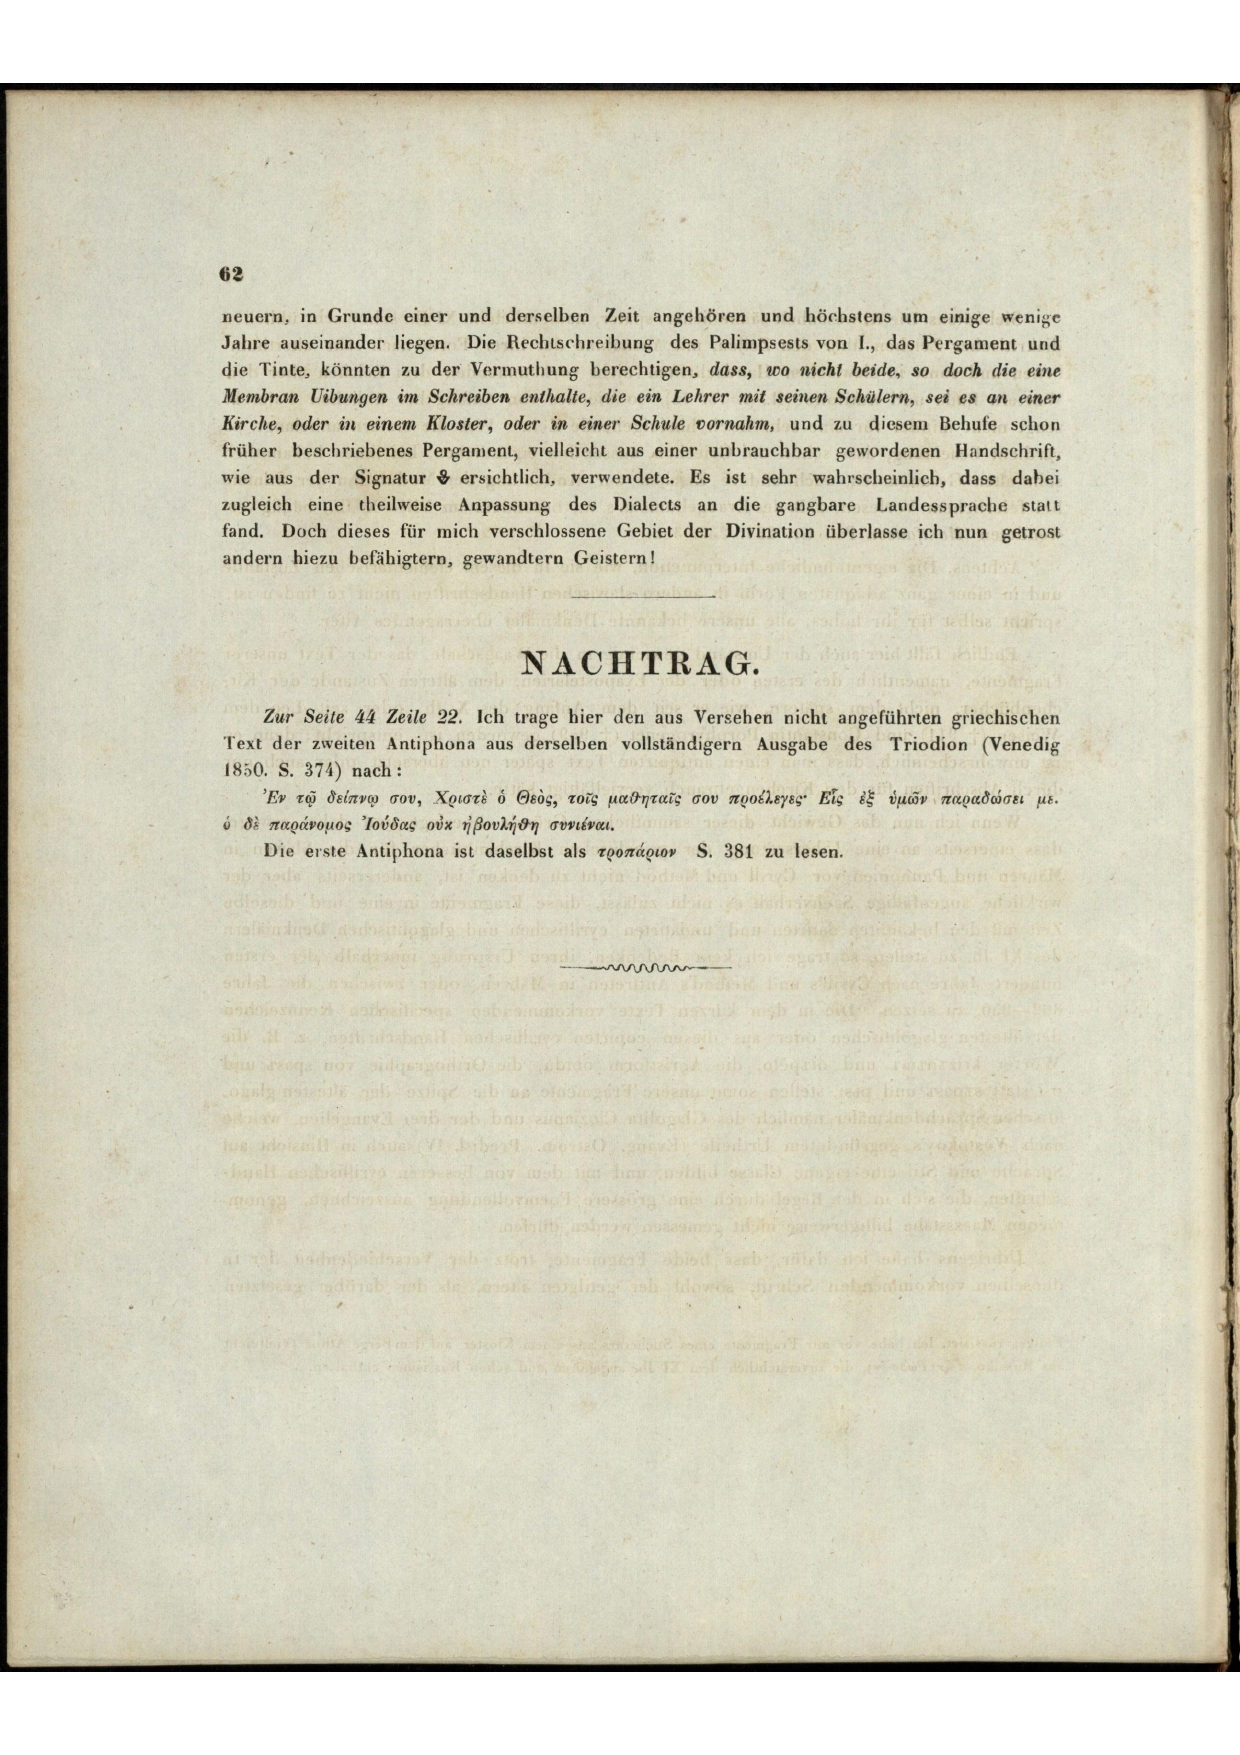 62
neuern, in Grunde einer und derselben Zeit angehören und höchstens um einige wenige
Jahre auseinander liegen. Die Rechtschreibung des Palimpsests von I., das Pergament und
die Tinte, könnten zu der Vermuthung berechtigen, dass, wo nicht beide, so doch die eine
Membran Uibungen im Schreiben enthalte, die ein Lehrer mit seinen Schülern, sei es an einer
Kirche, oder in einem Kloster, oder in einer Schule vornahm, und zu diesem Behufe schon
früher beschriebenes Pergament, vielleicht aus einer unbrauchbar gewordenen Handschrift,
wie aus der Signatur ersichtlich, verwendete. Es ist sehr wahrscheinlich, dass dabei
zugleich eine theilweise Anpassung des Dialects an die gangbare Landessprache statt
fand. Doch dieses für mich verschlossene Gebiet der Divination überlasse ich nun getrost
andern hiezu befähigtern, gewandtern Geistern!
NACHTRAG.
Zur Seite 44 Zeile 22. Ich trage hier den aus Versehen nicht angeführten griechischen
Text der zweiten Antiphona aus derselben vollständigern Ausgabe des Triodion (Venedig
1850. S. 374) nach:
Ἐν τῷ δείπνῳ σου, Χριστὲ ὁ Θεὸς, τοῖς μαθηταῖς σου προέλεγες· Εἷς ἐξ ὑμῶν παραδώσει με.
ὁ δὲ παράνομος Ἰούδας οὐκ ἠβουλήθη συνιέναι.
Die erste Antiphona ist daselbst als τροπάριον S. 381 zu lesen.